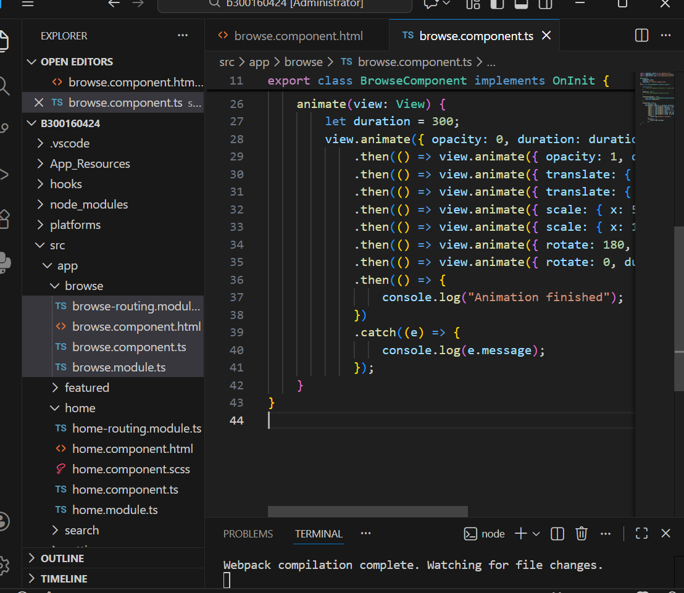 b300160424 [Administrator]
EXPLORER
OPEN EDITORS
browse.component.htm...
browse.component.ts s...
B300160424
.vscode
App_Resources
hooks
node_modules
platforms
src
app
browse
browse-routing.modul...
browse.component.html
browse.component.ts
browse.module.ts
featured
home
home-routing.module.ts
home.component.html
home.component.scss
home.component.ts
home.module.ts
search
OUTLINE
TIMELINE
browse.component.html
TS browse.component.ts
src > app > browse > TS browse.component.ts > ...
11 export class BrowseComponent implements OnInit {
26 animate(view: View) {
27 let duration = 300;
28 view.animate({ opacity: 0, duration: duratio
29 .then(() => view.animate({ opacity: 1, d
30 .then(() => view.animate({ translate: {
31 .then(() => view.animate({ translate: {
32 .then(() => view.animate({ scale: { x: 5
33 .then(() => view.animate({ scale: { x: 1
34 .then(() => view.animate({ rotate: 180,
35 .then(() => view.animate({ rotate: 0, du
36 .then(() => {
37 console.log("Animation finished");
38 })
39 .catch((e) => {
40 console.log(e.message);
41 });
42 }
43 }
44
PROBLEMS TERMINAL ... node
Webpack compilation complete. Watching for file changes.